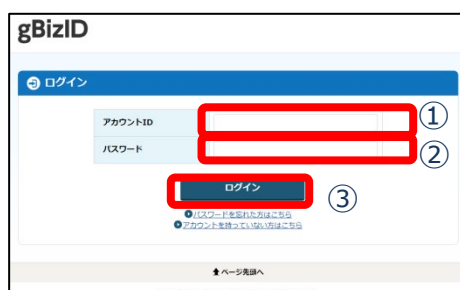 gBizID
ログイン
アカウントID ①
パスワード ②
ログイン ③
パスワードを忘れた方はこちら
アカウントを持っていない方はこちら
ページ先頭へ